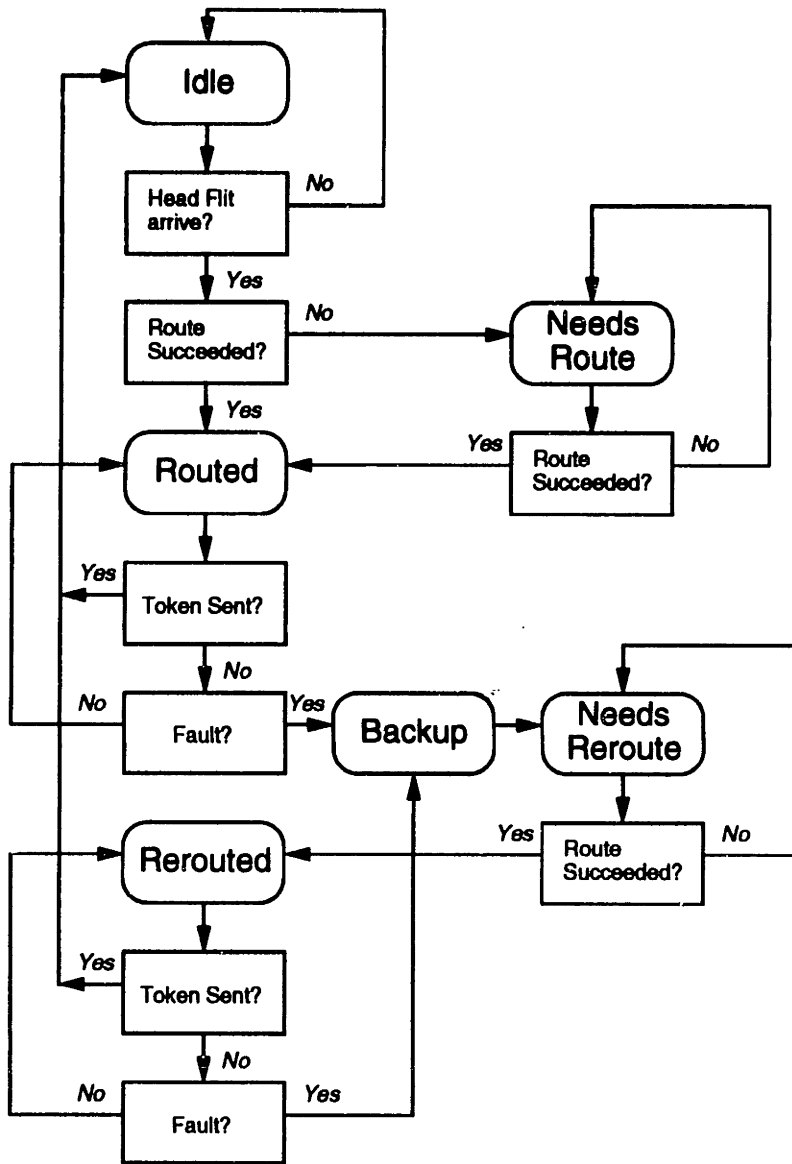 Idle
Head Flit
arrive?
No
Yes
Route
Succeeded?
No
Needs
Route
Yes
Routed
Yes
Route
Succeeded?
No
Yes
Token Sent?
No
No
Fault?
Yes
Backup
Needs
Reroute
Rerouted
Yes
Route
Succeeded?
No
Yes
Token Sent?
No
No
Fault?
Yes